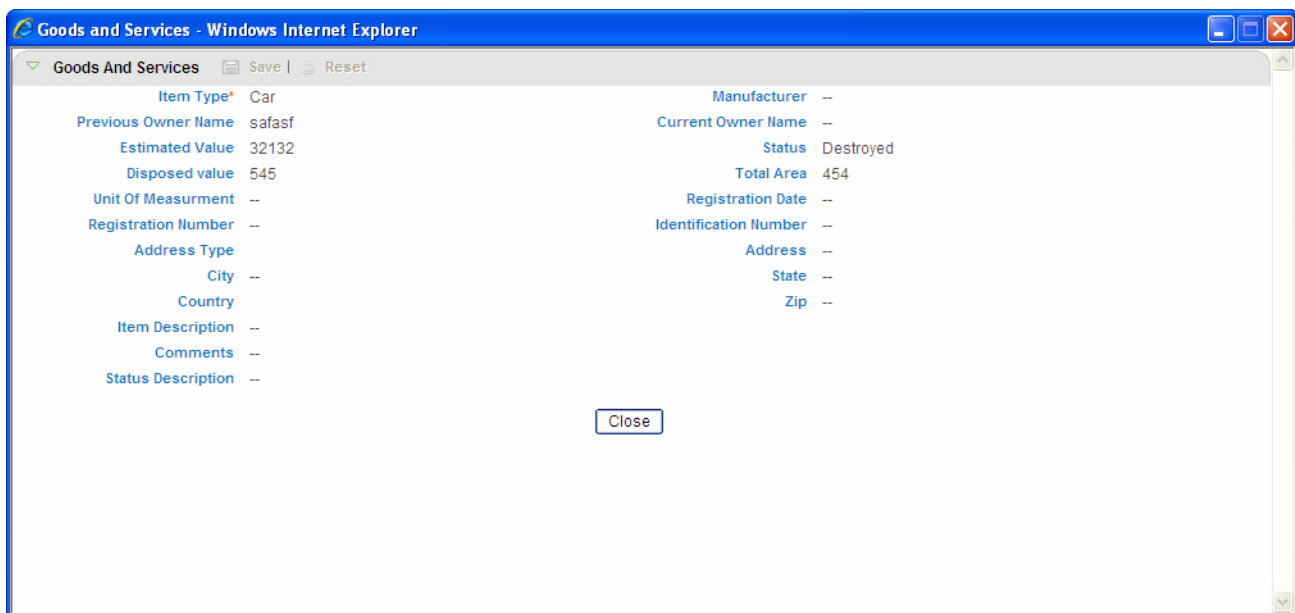 Goods and Services - Windows Internet Explorer
Goods And Services Save | Reset
Item Type* Car Manufacturer --
Previous Owner Name safasf Current Owner Name --
Estimated Value 32132 Status Destroyed
Disposed value 545 Total Area 454
Unit Of Measurment -- Registration Date --
Registration Number -- Identification Number --
Address Type Address --
City -- State --
Country Zip --
Item Description --
Comments --
Status Description --
Close